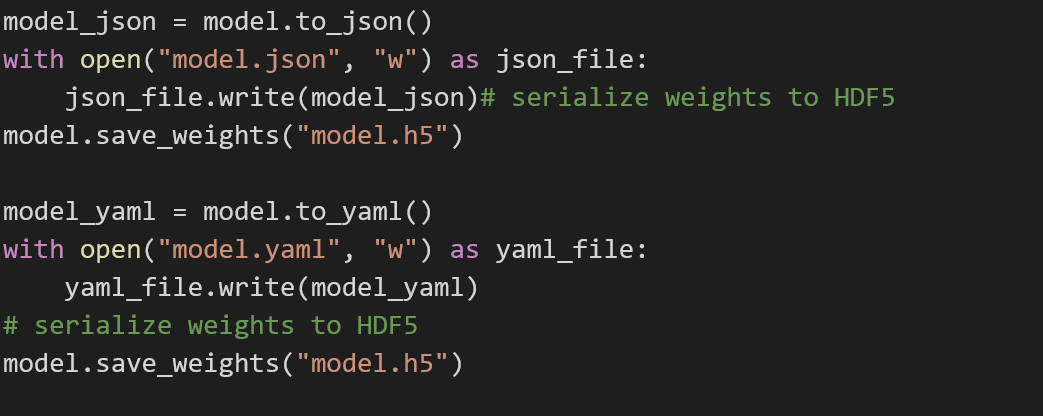 model_json = model.to_json()
with open("model.json", "w") as json_file:
    json_file.write(model_json)# serialize weights to HDF5
model.save_weights("model.h5")
model_yaml = model.to_yaml()
with open("model.yaml", "w") as yaml_file:
    yaml_file.write(model_yaml)
# serialize weights to HDF5
model.save_weights("model.h5")